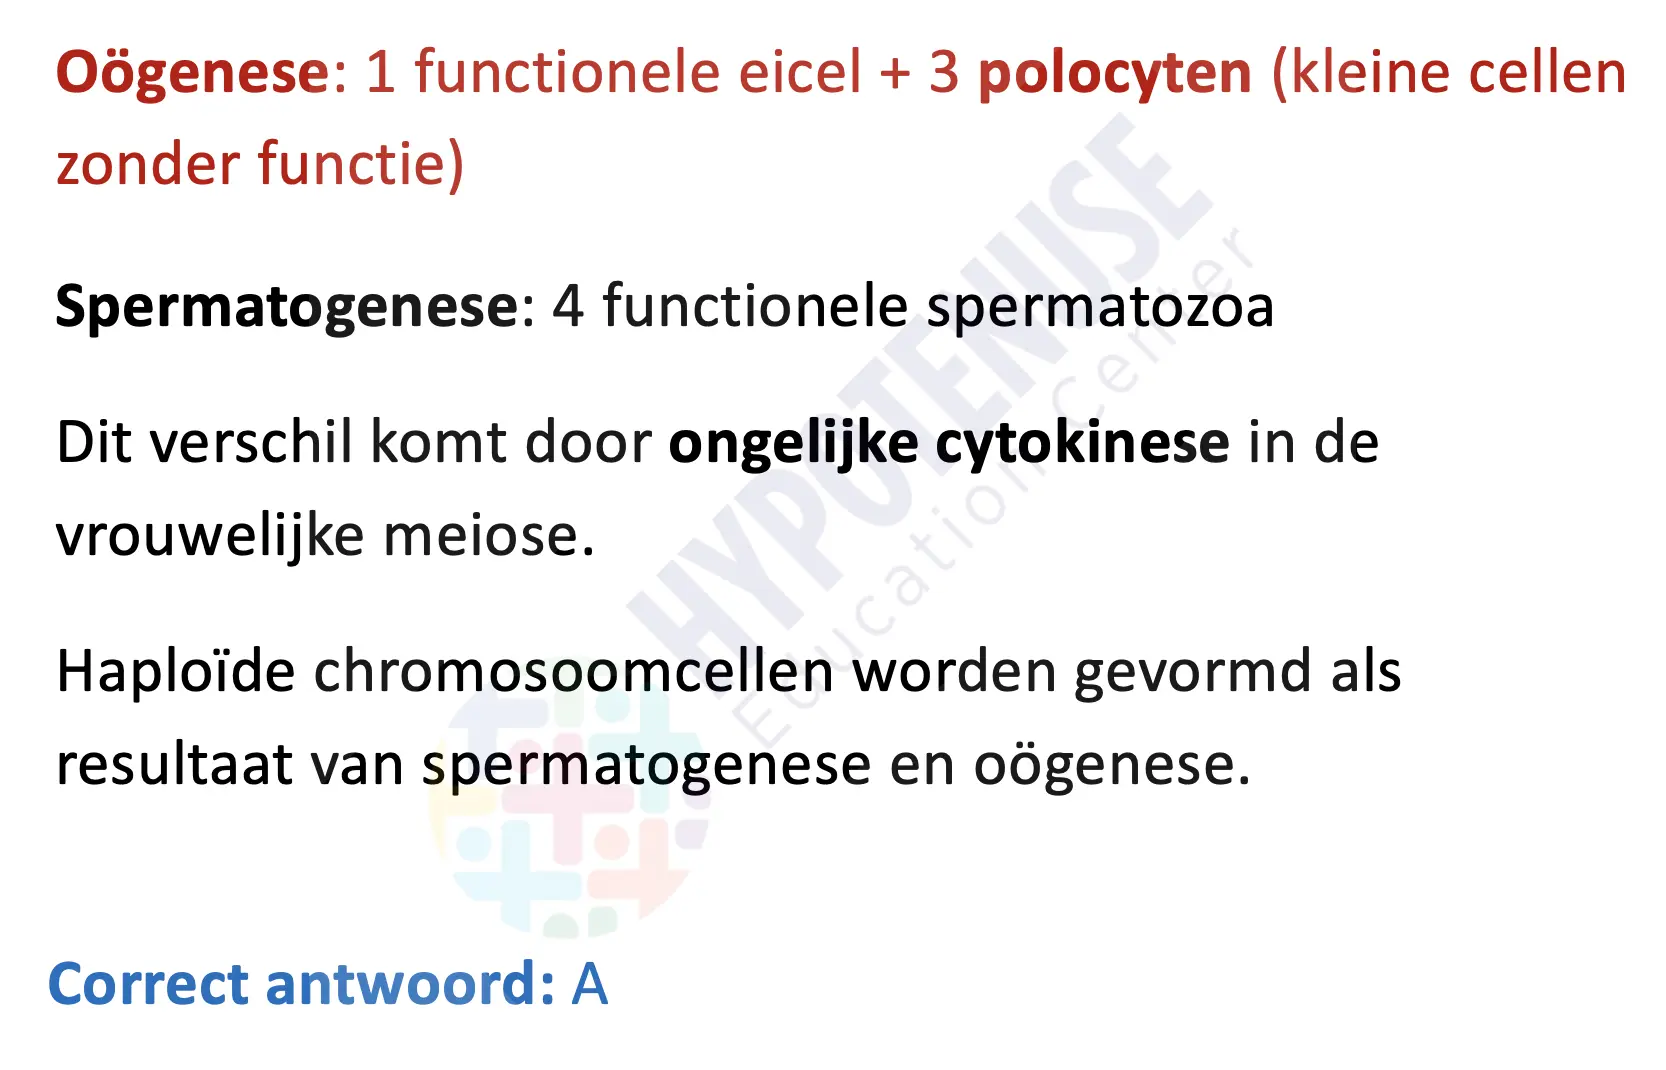 Oögenese: 1 functionele eicel + 3 polocyten (kleine cellen
zonder functie)
Spermatogenese: 4 functionele spermatozoa
Dit verschil komt door ongelijke cytokinese in de
vrouwelijke meiose.
Haploïde chromosoomcellen worden gevormd als
resultaat van spermatogenese en oögenese.
Correct antwoord: A
HYPOTENUSE
Education Center